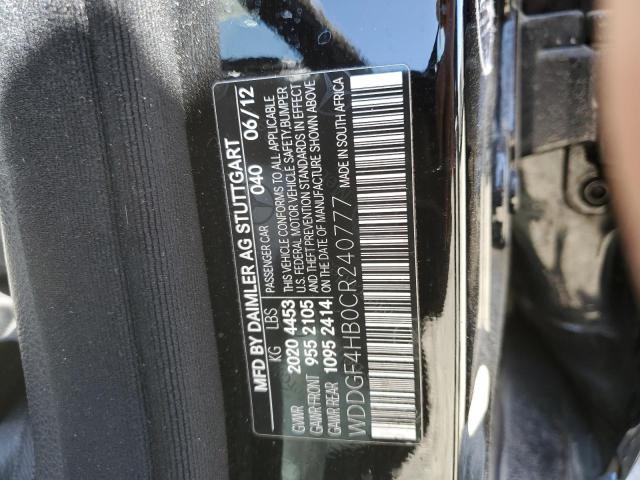 MFD BY DAIMLER AG STUTTGART
PASSENGER CAR 040 06/12
KG LBS THIS VEHICLE CONFORMS TO ALL APPLICABLE
GVWR 2020 4453 U.S. FEDERAL MOTOR VEHICLE SAFETY,BUMPER
GAWR FRONT 955 2105 AND THEFT PREVENTION STANDARDS IN EFFECT
GAWR REAR 1095 2414 ON THE DATE OF MANUFACTURE SHOWN ABOVE
WDDGF4HB0CR240777 MADE IN SOUTH AFRICA